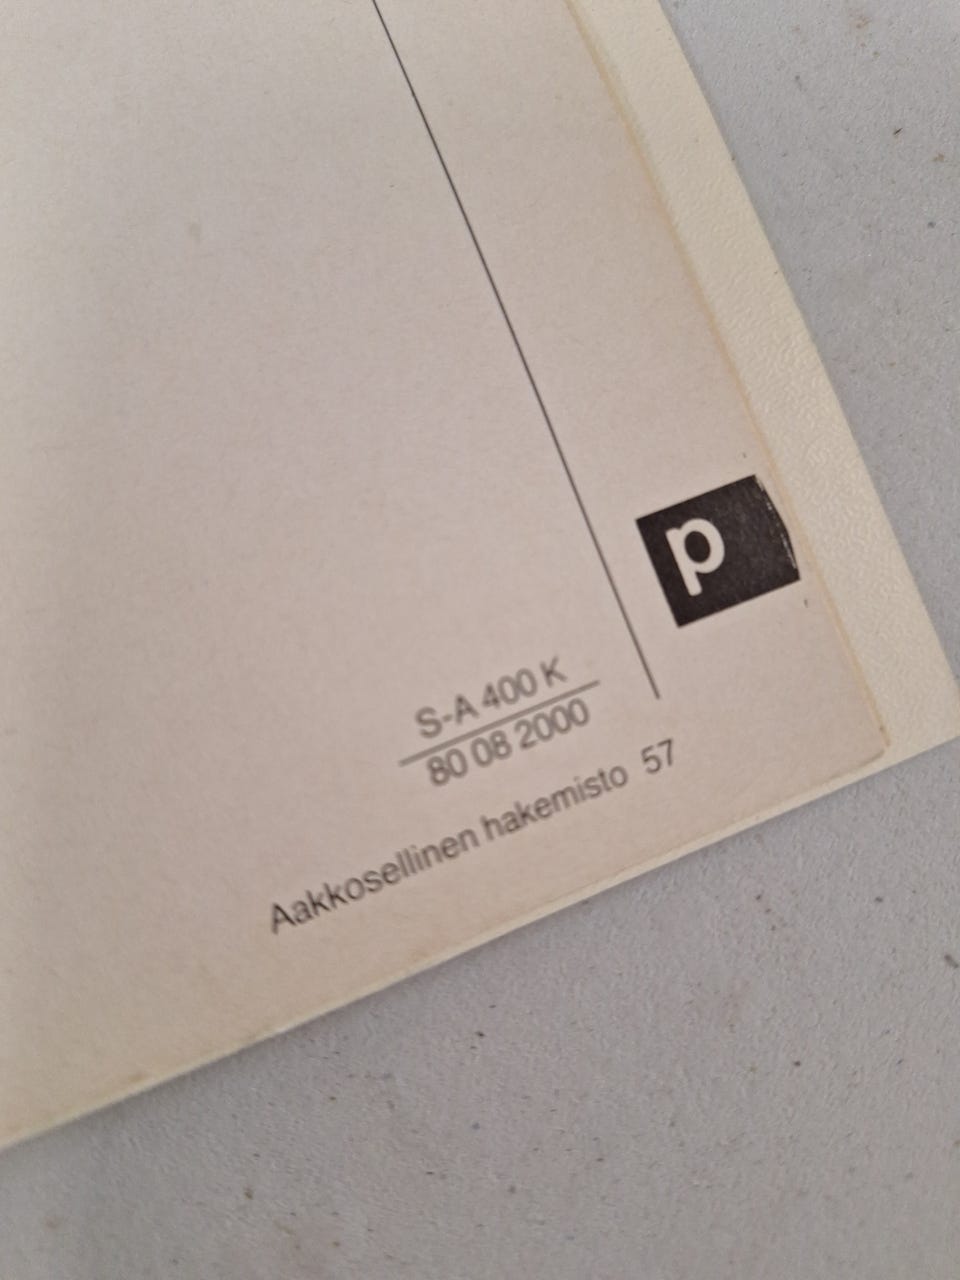 p
S-A 400 K
80 08 2000
Aakkosellinen hakemisto 57